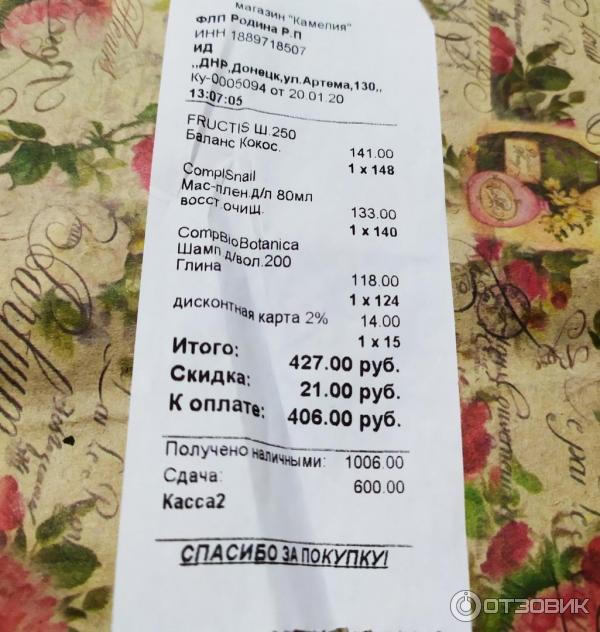 магазин "Камелия"
ФЛП Родина Р.П
ИНН 1889718507
ИД
,,ДНР,Донецк,ул.Артема,130,,
Ку-0005094 от 20.01.20
13:07:05
FRUCTIS Ш.250
Баланс Кокос.
141.00
1 x 148
ComplSnail
Мас-плен.д/л 80мл
восст.очищ.
133.00
1 x 140
CompBioBotanica
Шамп д/вол.200
Глина
118.00
1 x 124
дисконтная карта 2% 14.00
1 x 15
Итого: 427.00 руб.
Скидка: 21.00 руб.
К оплате: 406.00 руб.
Получено наличными: 1006.00
Сдача: 600.00
Касса2
СПАСИБО ЗА ПОКУПКУ!
ОТЗОВИК